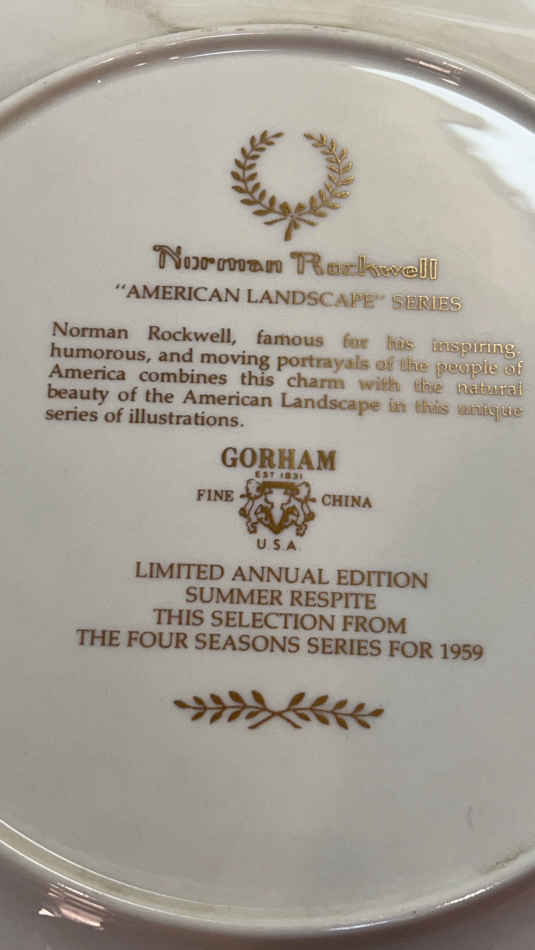 Norman Rockwell
“AMERICAN LANDSCAPE” SERIES
Norman Rockwell, famous for his inspiring,
humorous, and moving portrayals of the people of
America combines this charm with the natural
beauty of the American Landscape in this unique
series of illustrations.
GORHAM
EST 1831
FINE CHINA
U.S.A.
LIMITED ANNUAL EDITION
SUMMER RESPITE
THIS SELECTION FROM
THE FOUR SEASONS SERIES FOR 1959